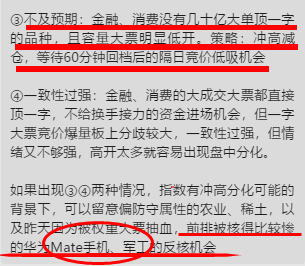 ③不及预期：金融、消费没有几十亿大单顶一字
的品种，且容量大票明显低开。策略：冲高减
仓，等待60分钟回档后的隔日竞价低吸机会
④一致性过强：金融、消费的大成交大票都直接
顶一字，不给换手接力的资金进场机会，但一字
大票竞价爆量板上分歧较大，一致性过强，但情
绪又不够强，高开太多就容易出现盘中分化。
如果出现③④两种情况，指数有冲高分化可能的
背景下，可以留意偏防守属性的农业、稀土，以
及昨天因为被权重大票抽血，前排被核得比较惨
的华为Mate手机、军工的反核机会